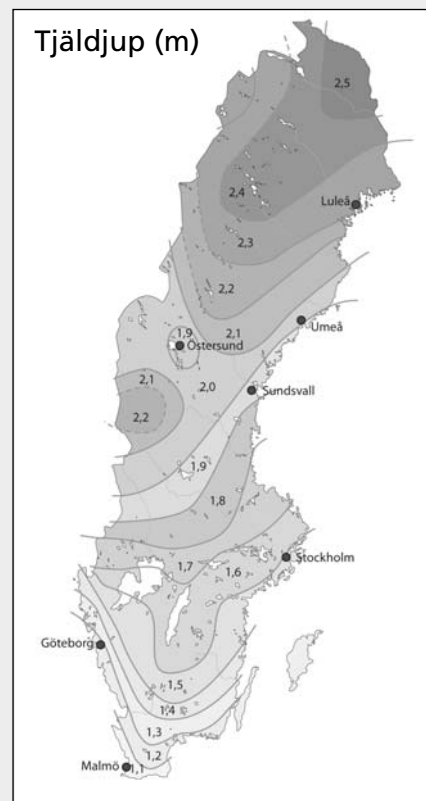 Tjäldjup (m)
2,5
2,4
Luleå
2,3
2,2
2,1
Umeå
1,9
Östersund
2,1
2,0
2,2
Sundsvall
1,9
1,8
Stockholm
1,7
1,6
Göteborg
1,5
1,4
1,3
1,2
Malmö
1,1